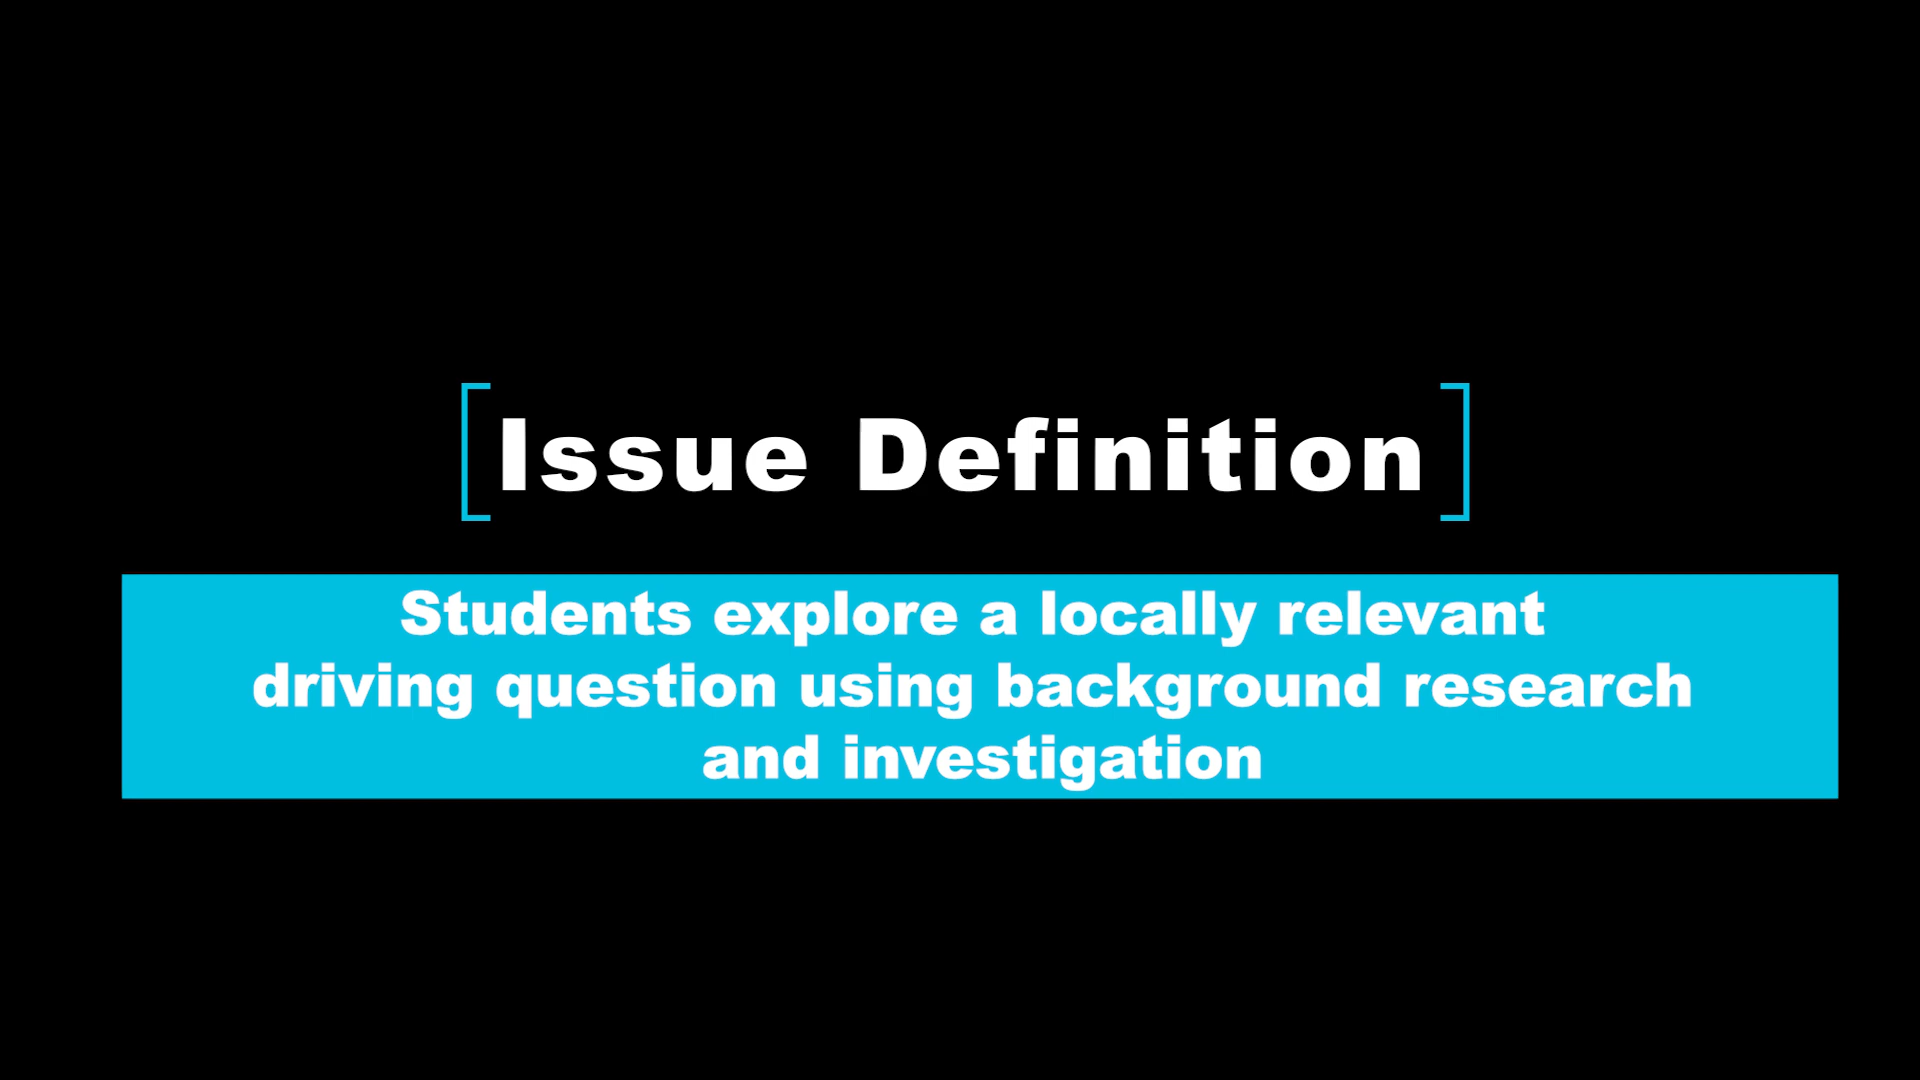 Issue Definition
Students explore a locally relevant
driving question using background research
and investigation